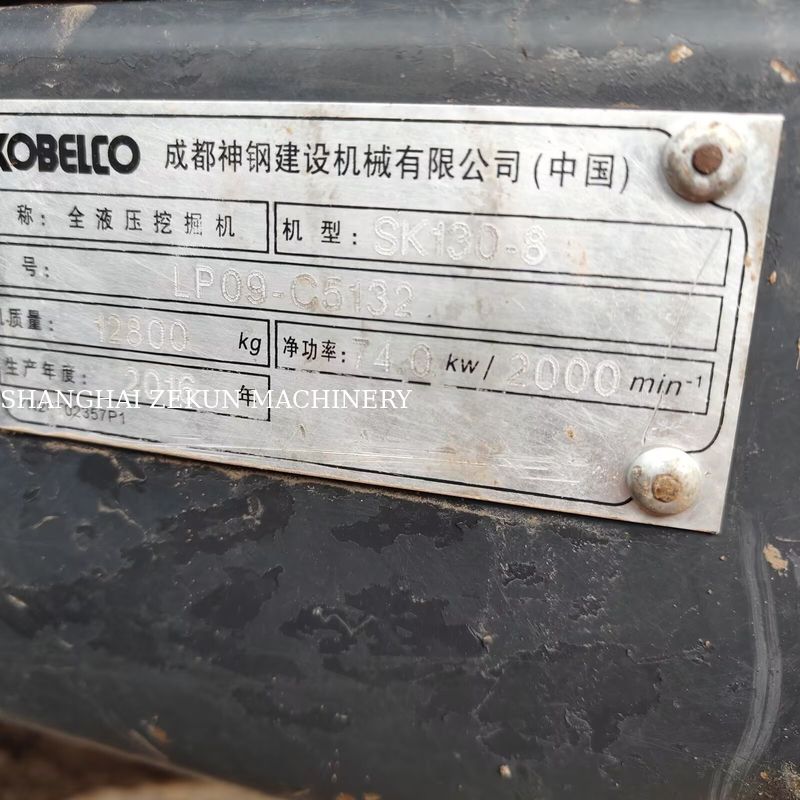 KOBELCO 成都神钢建设机械有限公司(中国)
称: 全液压挖掘机 机型: SK130-8
号: LP09-C5132
质量: 12800 kg 净功率: 74.0 kw/ 2000 min⁻¹
生产年度: 2016 年
SHANGHAI ZEKUN MACHINERY
02357P1